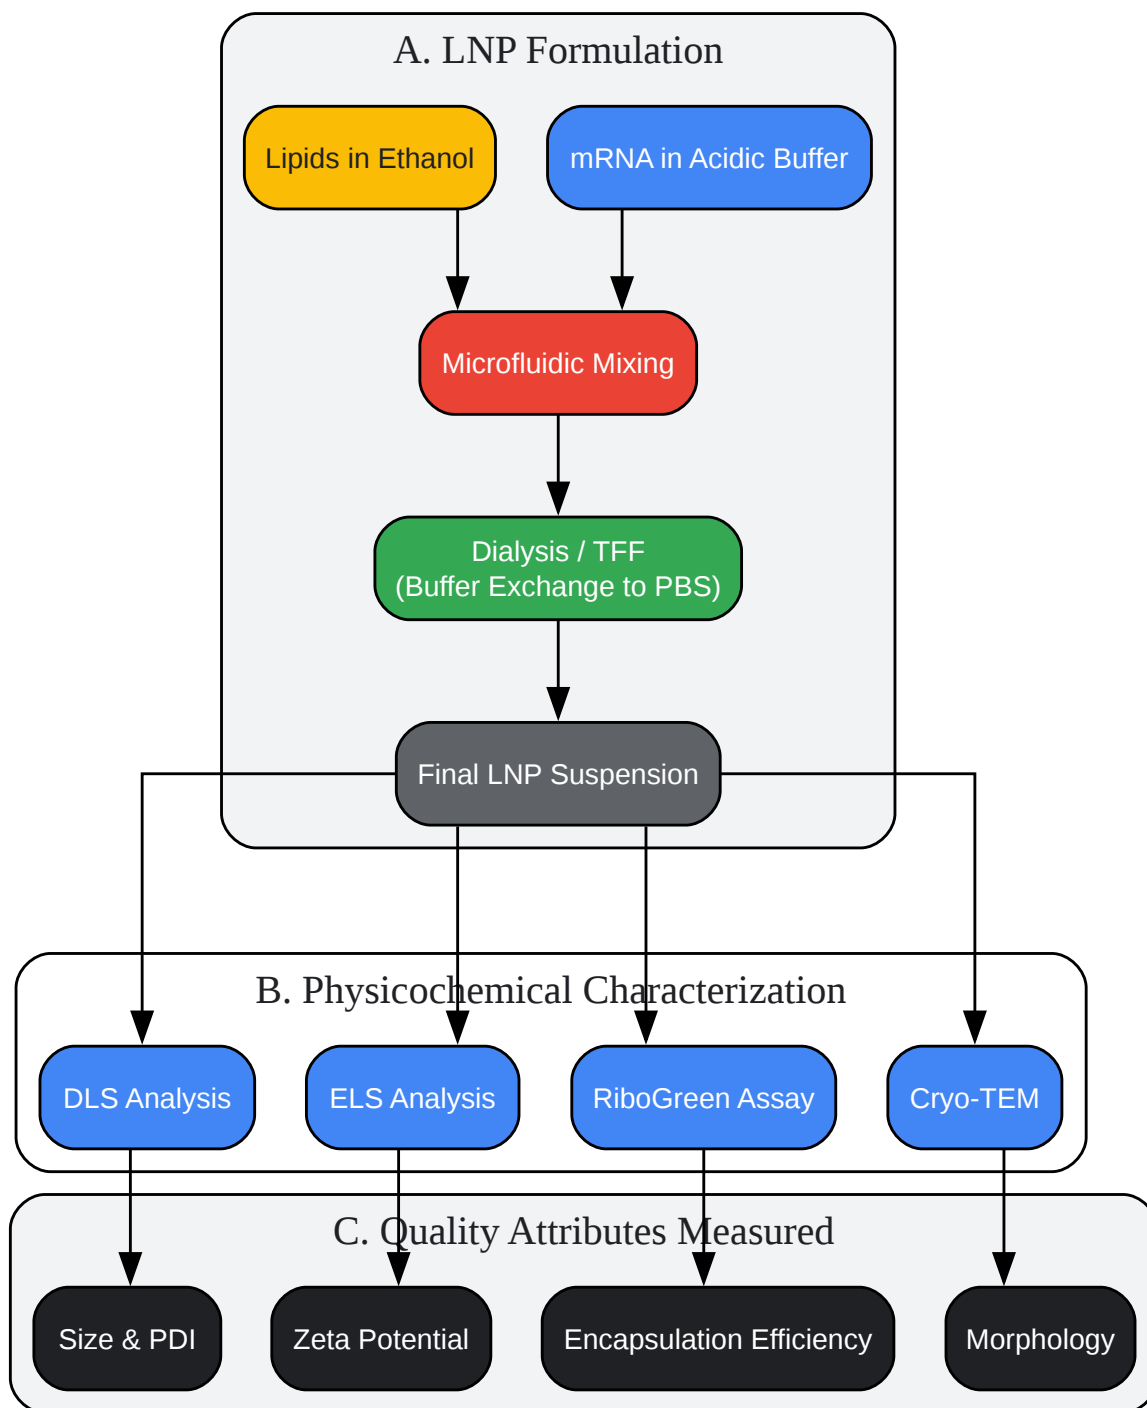 A. LNP Formulation
Lipids in Ethanol
mRNA in Acidic Buffer
Microfluidic Mixing
Dialysis / TFF
(Buffer Exchange to PBS)
Final LNP Suspension
B. Physicochemical Characterization
DLS Analysis
ELS Analysis
RiboGreen Assay
Cryo-TEM
C. Quality Attributes Measured
Size & PDI
Zeta Potential
Encapsulation Efficiency
Morphology